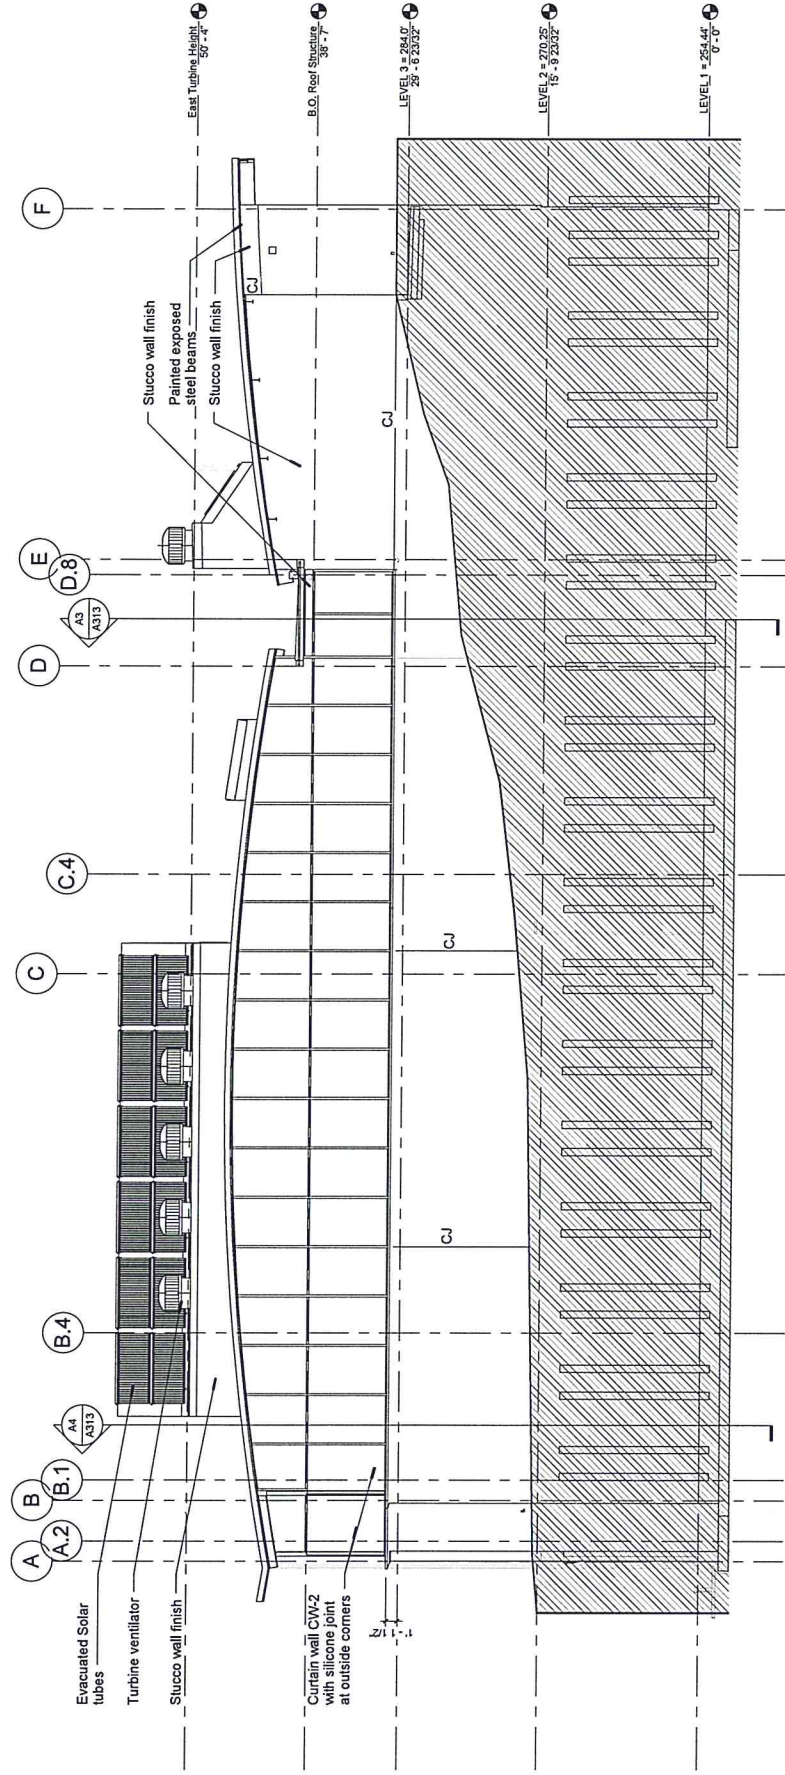 A
A.2
B
B.1
B.4
C
C.4
D
D.8
E
F
A4
A313
A3
A313
Evacuated Solar
tubes
Turbine ventilator
Stucco wall finish
Curtain wall CW-2
with silicone joint
at outside corners
1' - 1 1/2"
Stucco wall finish
Painted exposed
steel beams
Stucco wall finish
CJ
CJ
CJ
CJ
East Turbine Height
50' - 4"
B.O. Roof Structure
38' - 7"
LEVEL 3 = 284.0'
29' - 6 23/32"
LEVEL 2 = 270.25'
15' - 9 23/32"
LEVEL 1 = 254.44'
0' - 0"